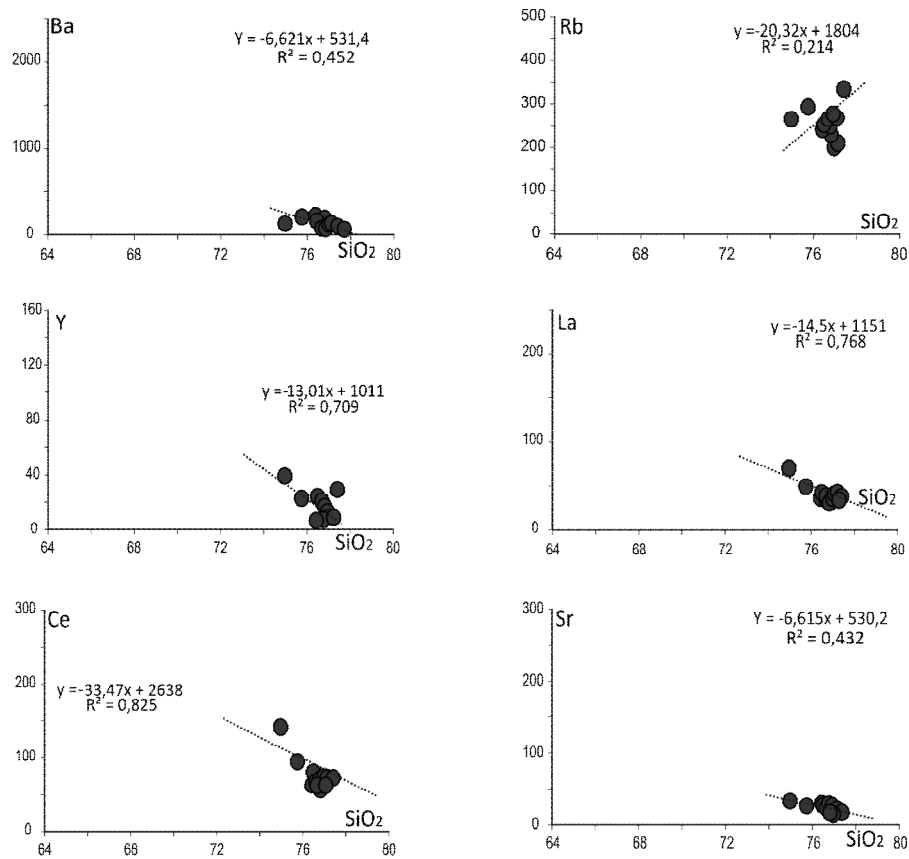 Ba
Y = -6,621x + 531,4
R² = 0,452
2500
1000
0
64 68 72 76 80
SiO2
Rb
y =-20,32x + 1804
R² = 0,214
500
400
300
200
100
0
64 68 72 76 80
SiO2
Y
y =-13,01x + 1011
R² = 0,709
160
120
80
40
0
64 68 72 76 80
SiO2
La
y =-14,5x + 1151
R² = 0,768
200
100
0
64 68 72 76 80
SiO2
Ce
y =-33,47x + 2638
R² = 0,825
300
200
100
0
64 68 72 76 80
SiO2
Sr
Y = -6,615x + 530,2
R² = 0,432
300
200
100
0
64 68 72 76 80
SiO2